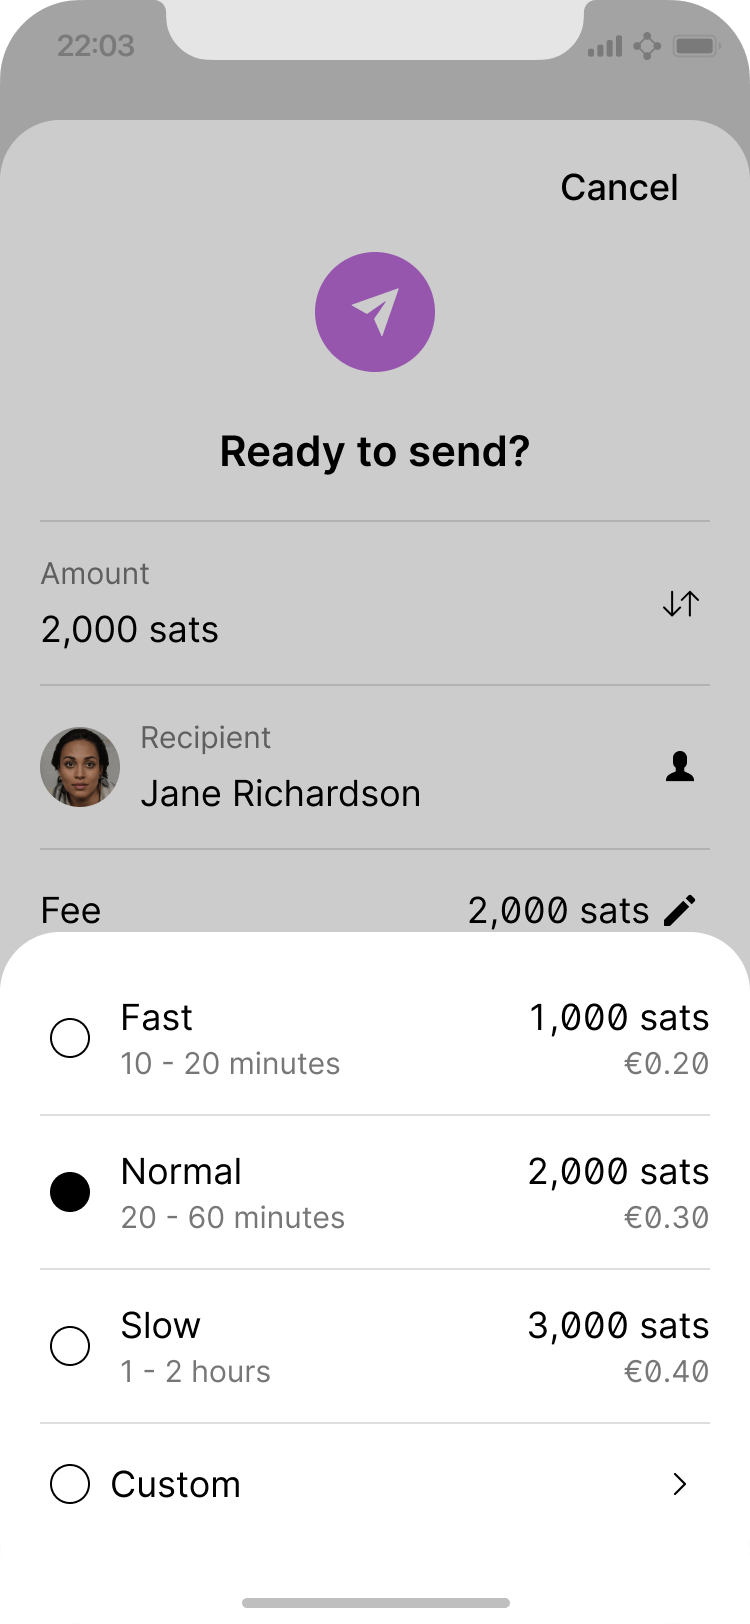 22:03
Cancel
Ready to send?
Amount
2,000 sats
Recipient
Jane Richardson
Fee 2,000 sats
Fast 1,000 sats
10 - 20 minutes €0.20
Normal 2,000 sats
20 - 60 minutes €0.30
Slow 3,000 sats
1 - 2 hours €0.40
Custom